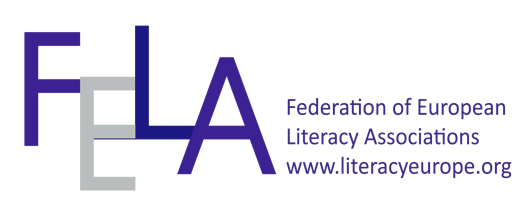 FELA
Federation of European
Literacy Associations
www.literacyeurope.org